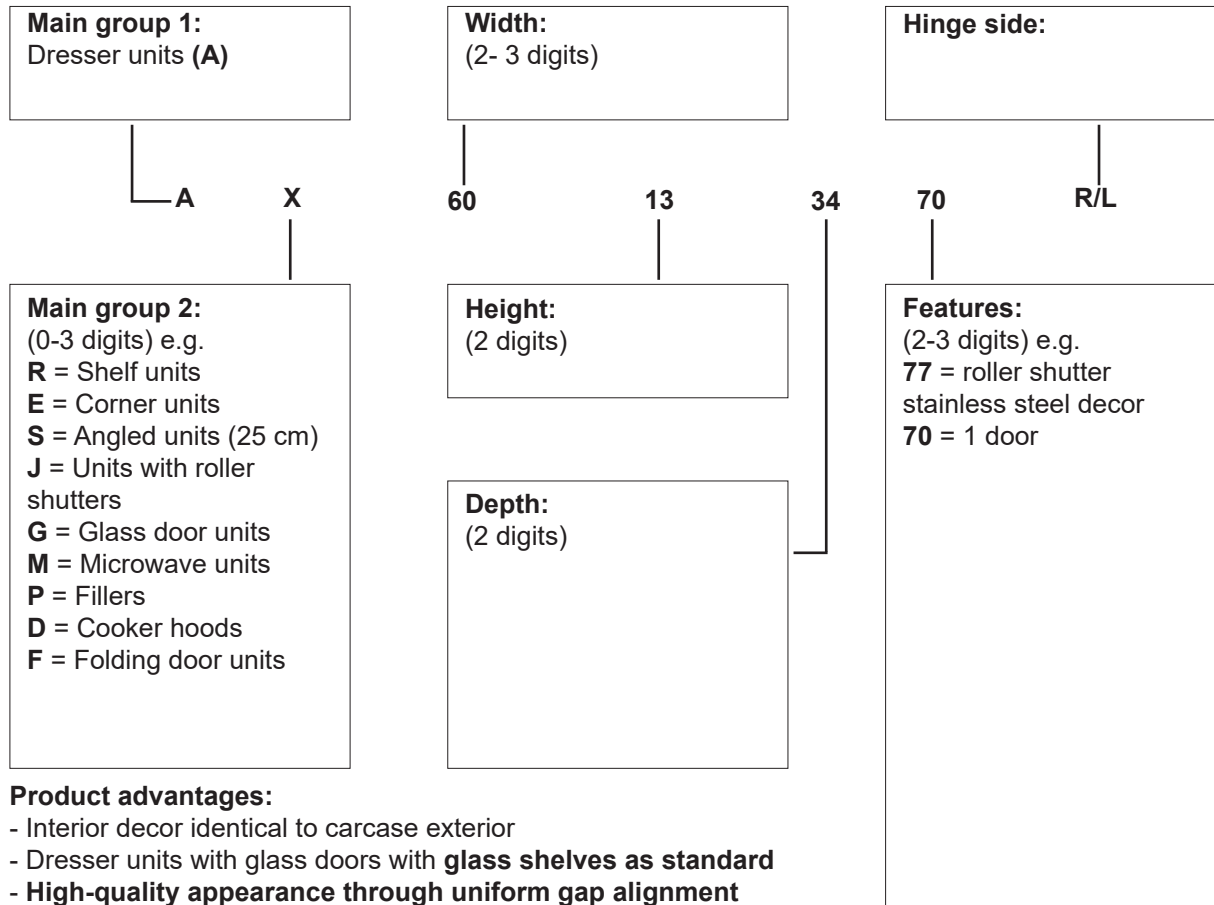 Main group 1:
Dresser units (A)
Width:
(2- 3 digits)
Hinge side:
A X 60 13 34 70 R/L
Main group 2:
(0-3 digits) e.g.
R = Shelf units
E = Corner units
S = Angled units (25 cm)
J = Units with roller
shutters
G = Glass door units
M = Microwave units
P = Fillers
D = Cooker hoods
F = Folding door units
Height:
(2 digits)
Depth:
(2 digits)
Features:
(2-3 digits) e.g.
77 = roller shutter
stainless steel decor
70 = 1 door
Product advantages:
- Interior decor identical to carcase exterior
- Dresser units with glass doors with glass shelves as standard
- High-quality appearance through uniform gap alignment